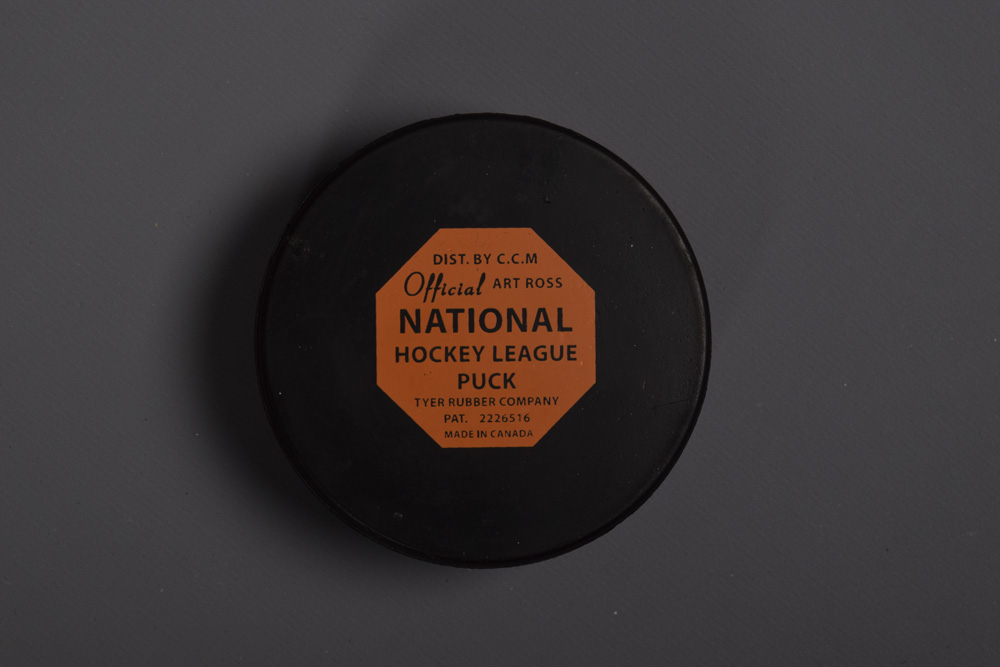 DIST. BY C.C.M
Official ART ROSS
NATIONAL
HOCKEY LEAGUE
PUCK
TYER RUBBER COMPANY
PAT. 2226516
MADE IN CANADA